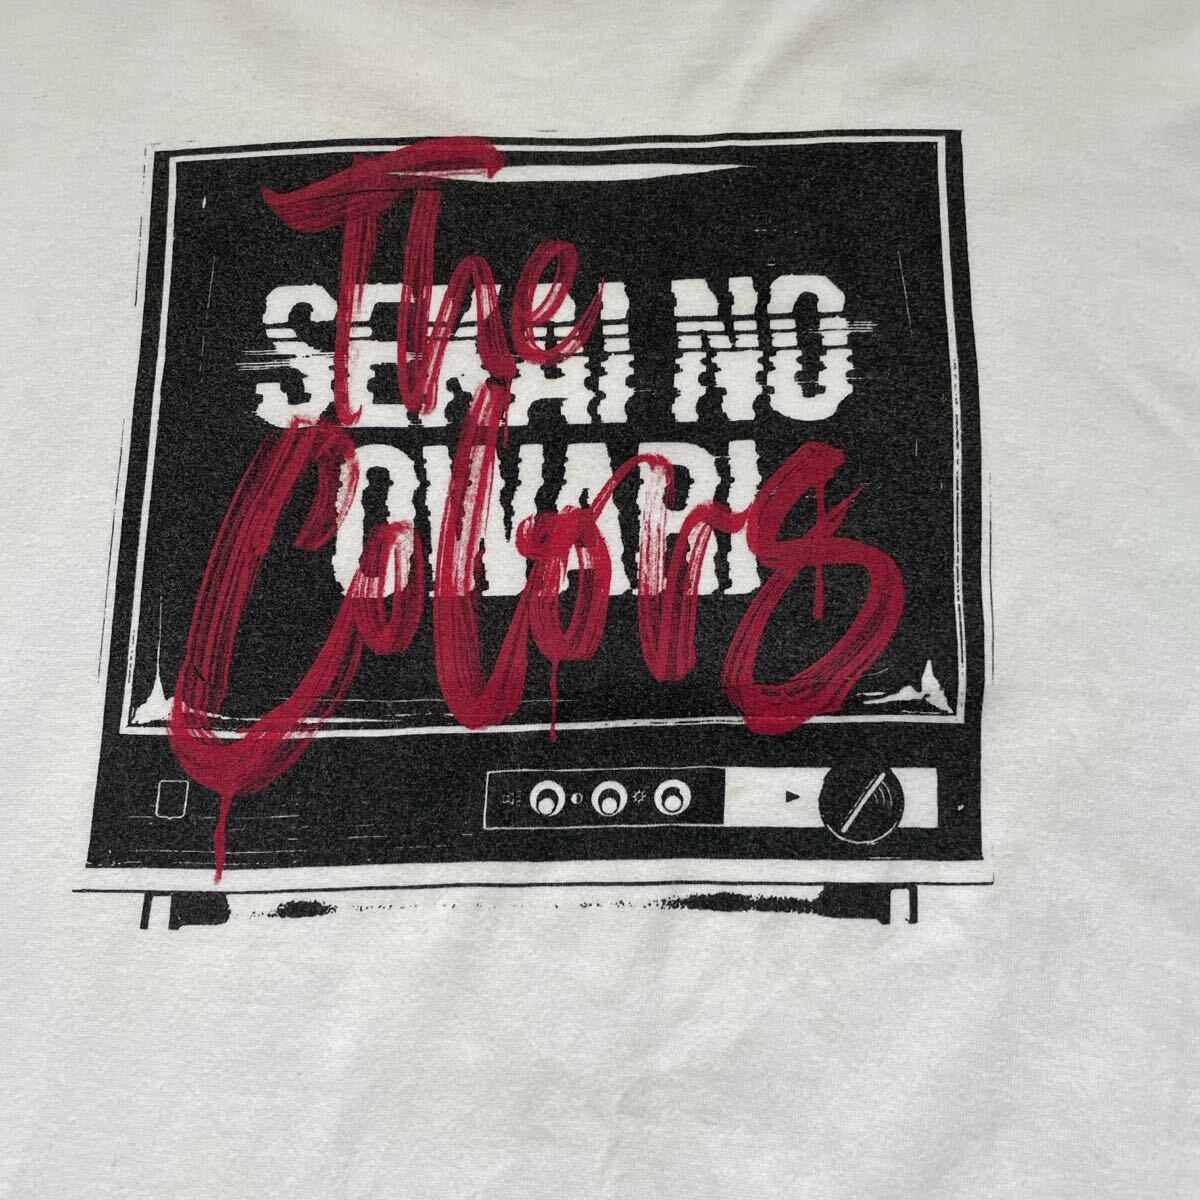 The
SEKAI NO
Colors
OWARI